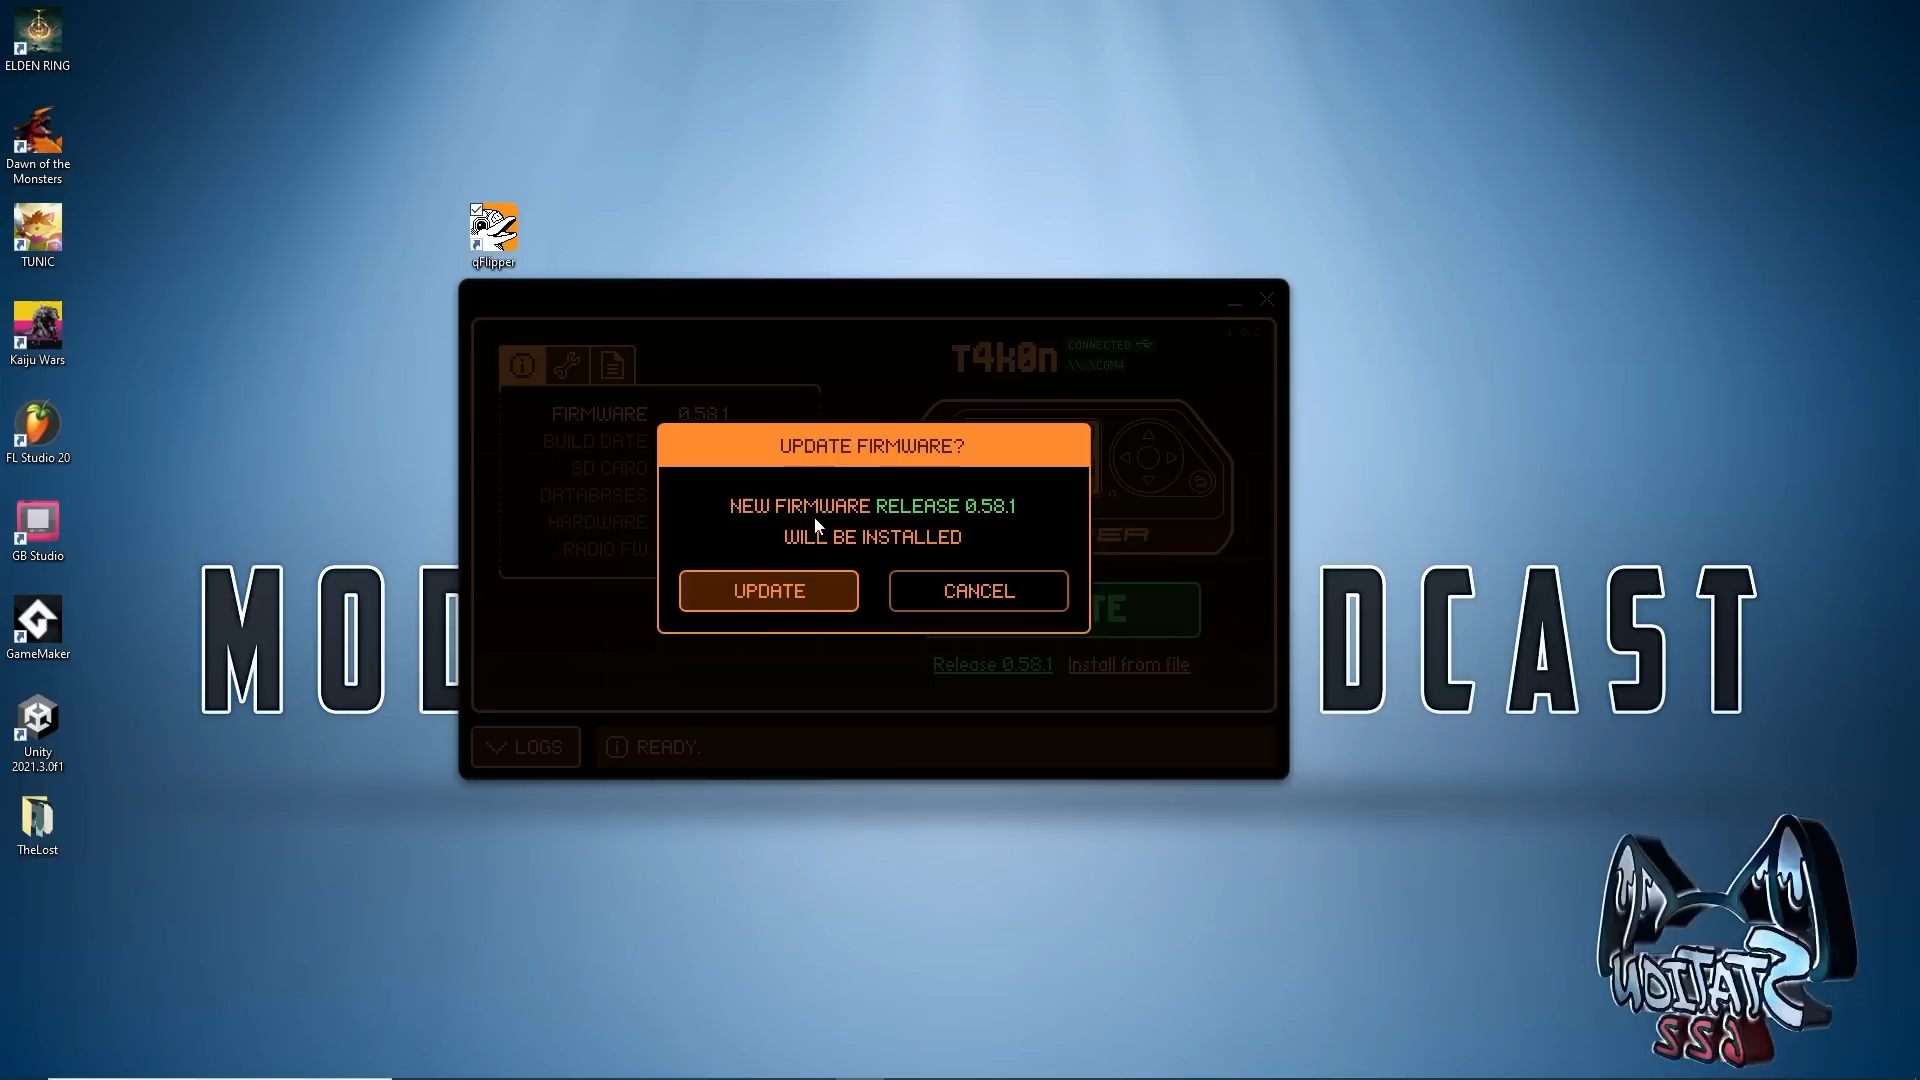 ELDEN RING
Dawn of the
Monsters
TUNIC
Kaiju Wars
FL Studio 20
GB Studio
GameMaker
Unity
2021.3.0f1
TheLost
qFlipper
T4k0n
CONNECTED
\\.\COM4
FIRMWARE 0.58.1
BUILD DATE
SD CARD
DATABASES
HARDWARE
RADIO FW
UPDATE FIRMWARE?
NEW FIRMWARE RELEASE 0.58.1
WILL BE INSTALLED
UPDATE CANCEL
TE
Release 0.58.1 Install from file
LOGS
READY.
MOD DCAST
STATION